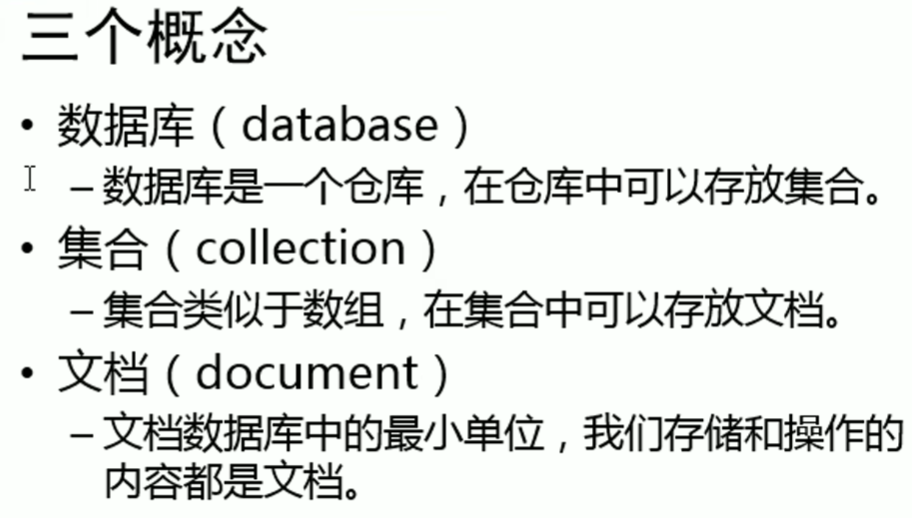 三个概念
• 数据库（database）
– 数据库是一个仓库，在仓库中可以存放集合。
• 集合（collection）
– 集合类似于数组，在集合中可以存放文档。
• 文档（document）
– 文档数据库中的最小单位，我们存储和操作的
内容都是文档。